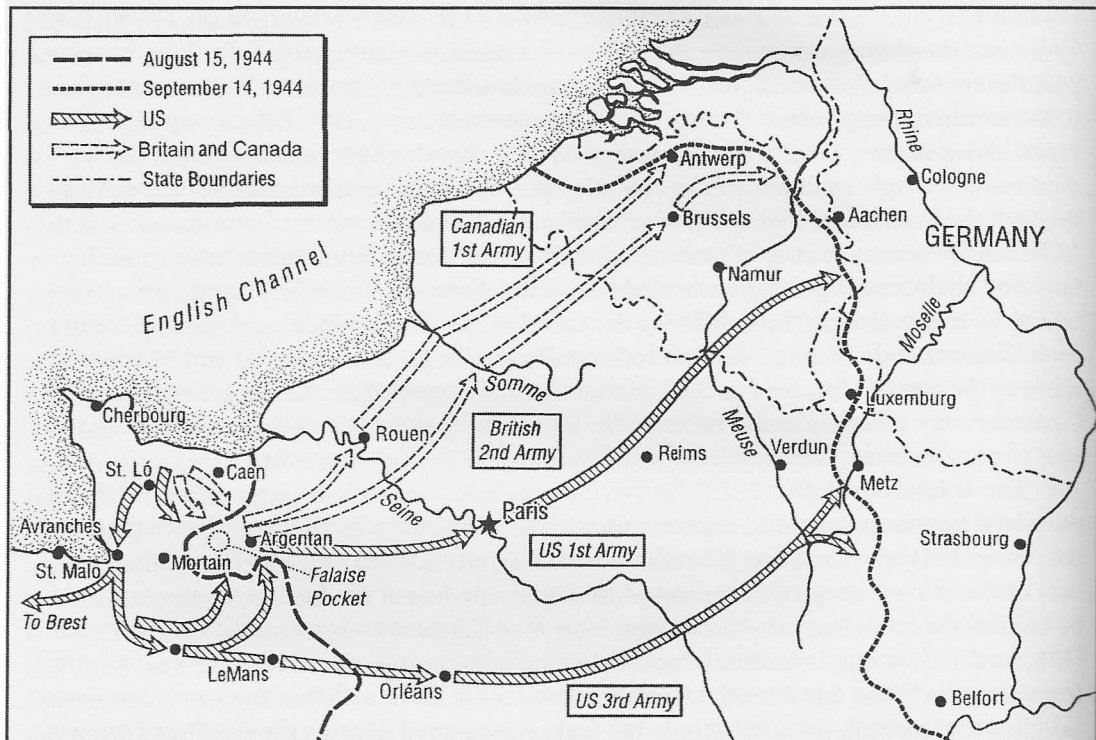 August 15, 1944
September 14, 1944
US
Britain and Canada
State Boundaries
English Channel
Antwerp
Brussels
Canadian
1st Army
Rhine
Cologne
Aachen
GERMANY
Namur
Moselle
Cherbourg
Somme
Luxemburg
Rouen
British
2nd Army
Meuse
Verdun
Reims
Metz
St. Ló
Caen
Seine
Paris
Avranches
Argentan
Strasbourg
St. Malo
Mortain
Falaise
Pocket
US 1st Army
To Brest
LeMans
Orléans
US 3rd Army
Belfort